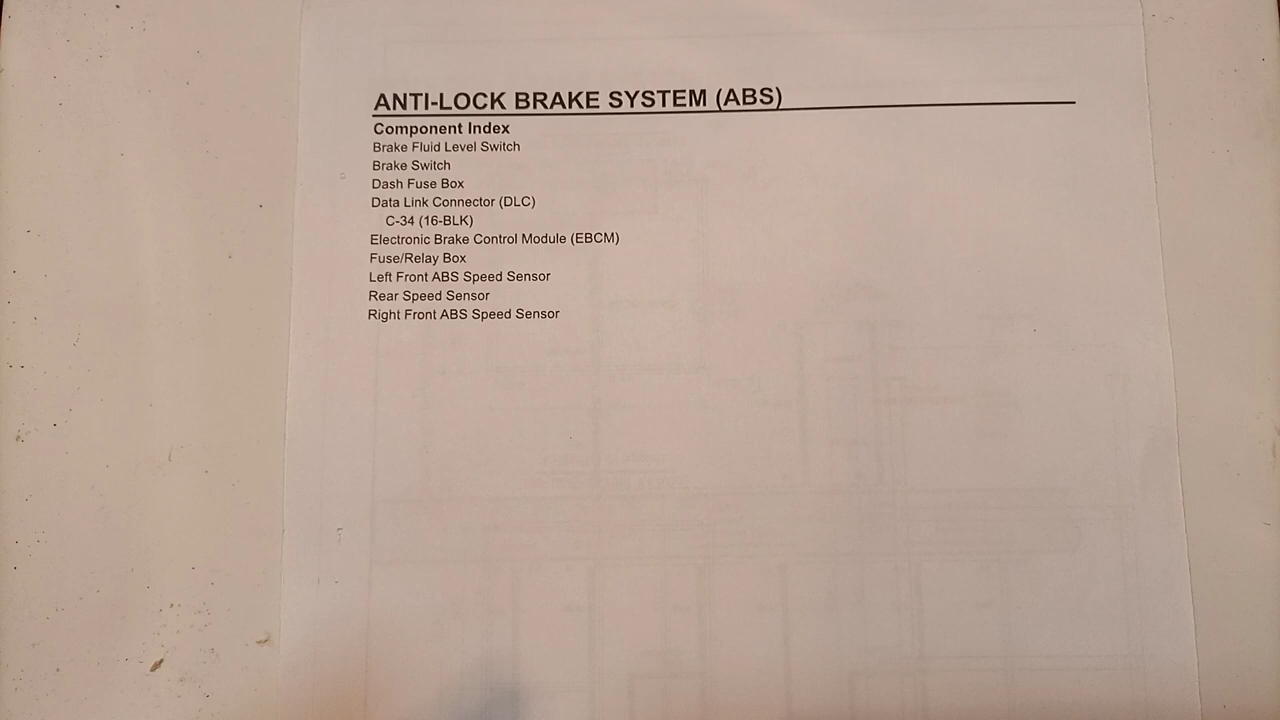 ANTI-LOCK BRAKE SYSTEM (ABS)
Component Index
Brake Fluid Level Switch
Brake Switch
Dash Fuse Box
Data Link Connector (DLC)
C-34 (16-BLK)
Electronic Brake Control Module (EBCM)
Fuse/Relay Box
Left Front ABS Speed Sensor
Rear Speed Sensor
Right Front ABS Speed Sensor